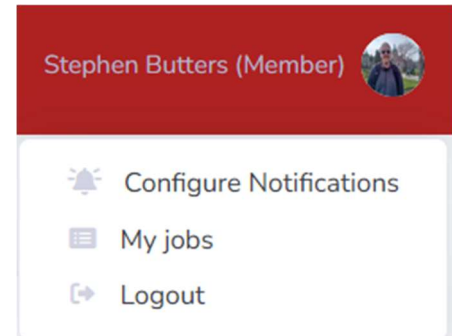 Stephen Butters (Member)
Configure Notifications
My jobs
Logout